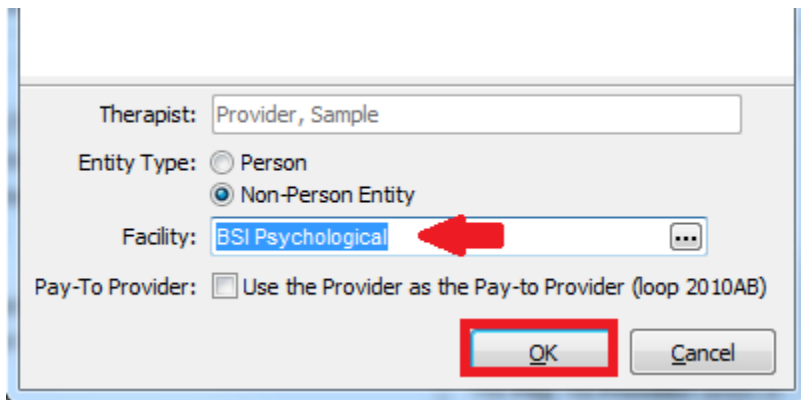 Therapist: Provider, Sample
Entity Type: Person
Non-Person Entity
Facility: BSI Psychological ...
Pay-To Provider: Use the Provider as the Pay-to Provider (loop 2010AB)
OK Cancel